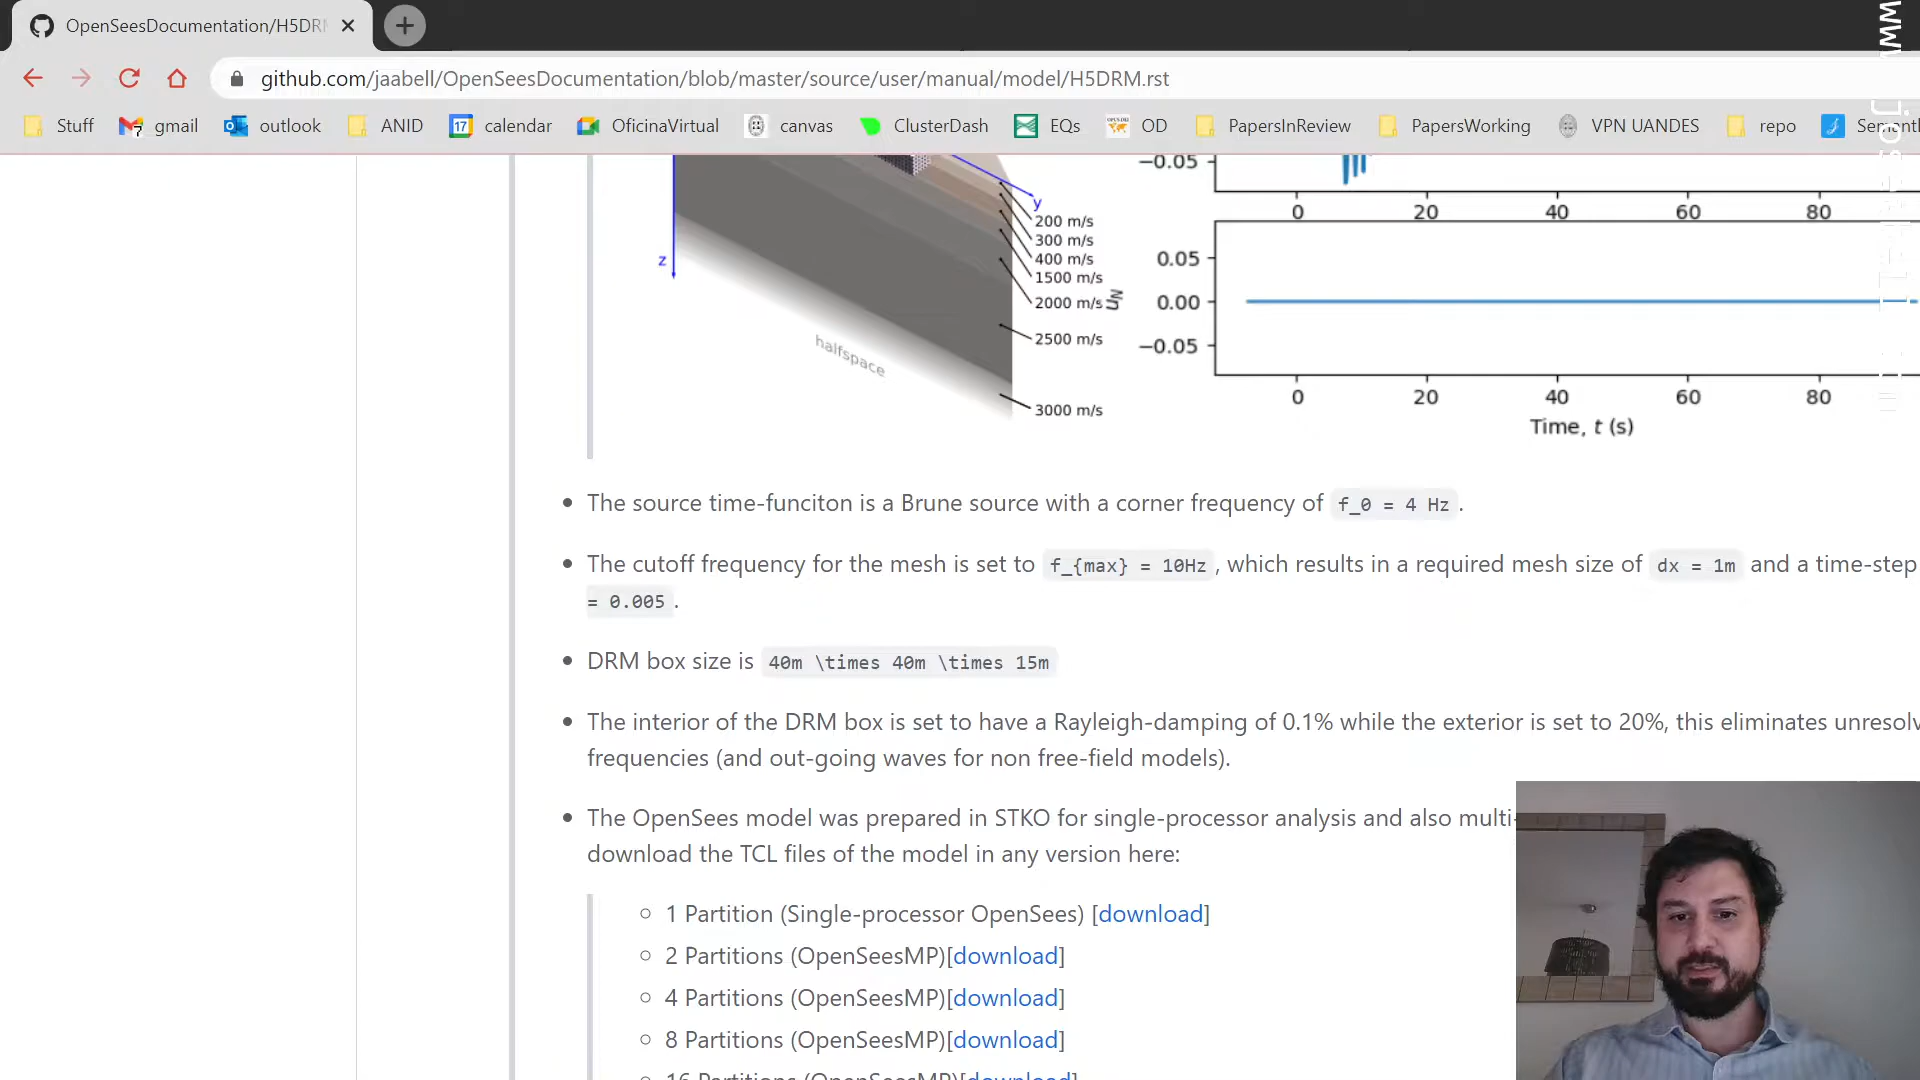 OpenSeesDocumentation/H5DRM
github.com/jaabell/OpenSeesDocumentation/blob/master/source/user/manual/model/H5DRM.rst
Stuff gmail outlook ANID 17 calendar OficinaVirtual canvas ClusterDash EQs OD PapersInReview PapersWorking VPN UANDES repo
−0.05
0 20 40 60 80
y
z
200 m/s
300 m/s
400 m/s
1500 m/s
2000 m/s
2500 m/s
3000 m/s
halfspace
0.05
0.00
−0.05
0 20 40 60 80
Time, t (s)
• The source time-funciton is a Brune source with a corner frequency of f_0 = 4 Hz .
• The cutoff frequency for the mesh is set to f_{max} = 10Hz , which results in a required mesh size of dx = 1m and a time-step
= 0.005 .
• DRM box size is 40m \times 40m \times 15m
• The interior of the DRM box is set to have a Rayleigh-damping of 0.1% while the exterior is set to 20%, this eliminates unresolv
frequencies (and out-going waves for non free-field models).
• The OpenSees model was prepared in STKO for single-processor analysis and also multi-
download the TCL files of the model in any version here:
◦ 1 Partition (Single-processor OpenSees) [download]
◦ 2 Partitions (OpenSeesMP)[download]
◦ 4 Partitions (OpenSeesMP)[download]
◦ 8 Partitions (OpenSeesMP)[download]
◦ 16 Partitions (OpenSeesMP)[download]